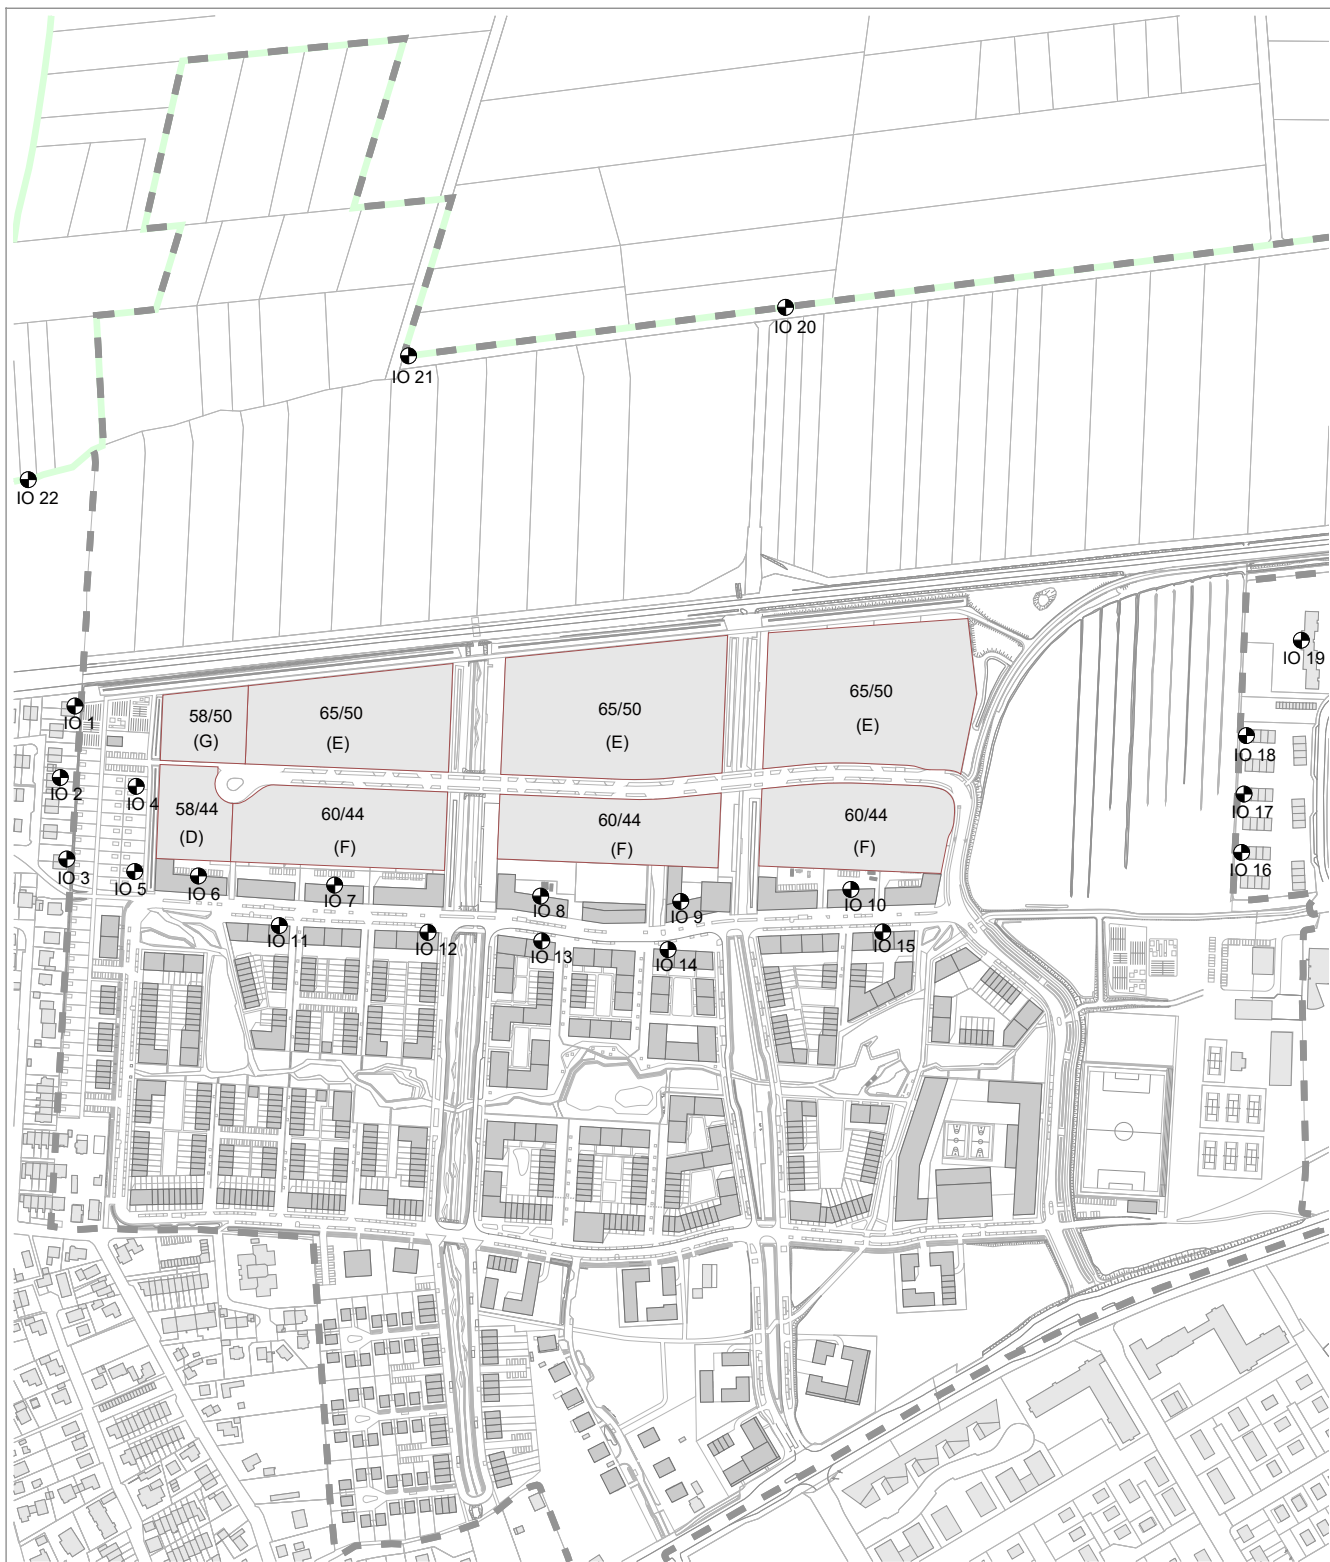 IO 20
IO 21
IO 22
IO 19
IO 1
58/50
(G)
65/50
(E)
65/50
(E)
65/50
(E)
IO 18
IO 2
IO 4
IO 17
58/44
(D)
60/44
(F)
60/44
(F)
60/44
(F)
IO 3
IO 5
IO 6
IO 7
IO 8
IO 9
IO 10
IO 16
IO 11
IO 12
IO 13
IO 14
IO 15